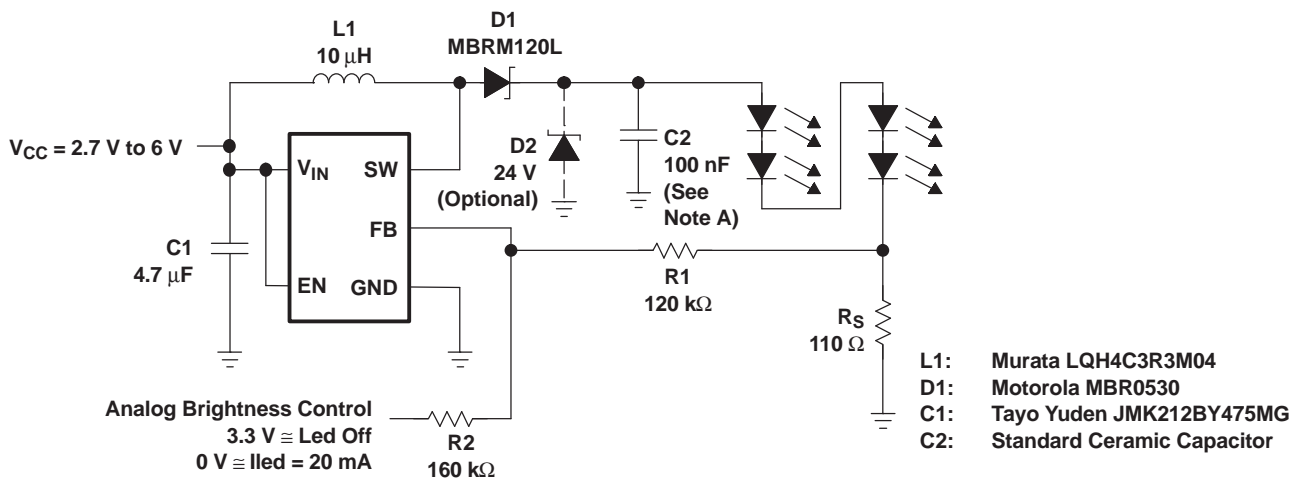 L1
10 μH
D1
MBRM120L
VCC = 2.7 V to 6 V
VIN
SW
FB
EN
GND
C1
4.7 μF
D2
24 V
(Optional)
C2
100 nF
(See
Note A)
R1
120 kΩ
RS
110 Ω
Analog Brightness Control
3.3 V ≅ Led Off
0 V ≅ Iled = 20 mA
R2
160 kΩ
L1: Murata LQH4C3R3M04
D1: Motorola MBR0530
C1: Tayo Yuden JMK212BY475MG
C2: Standard Ceramic Capacitor